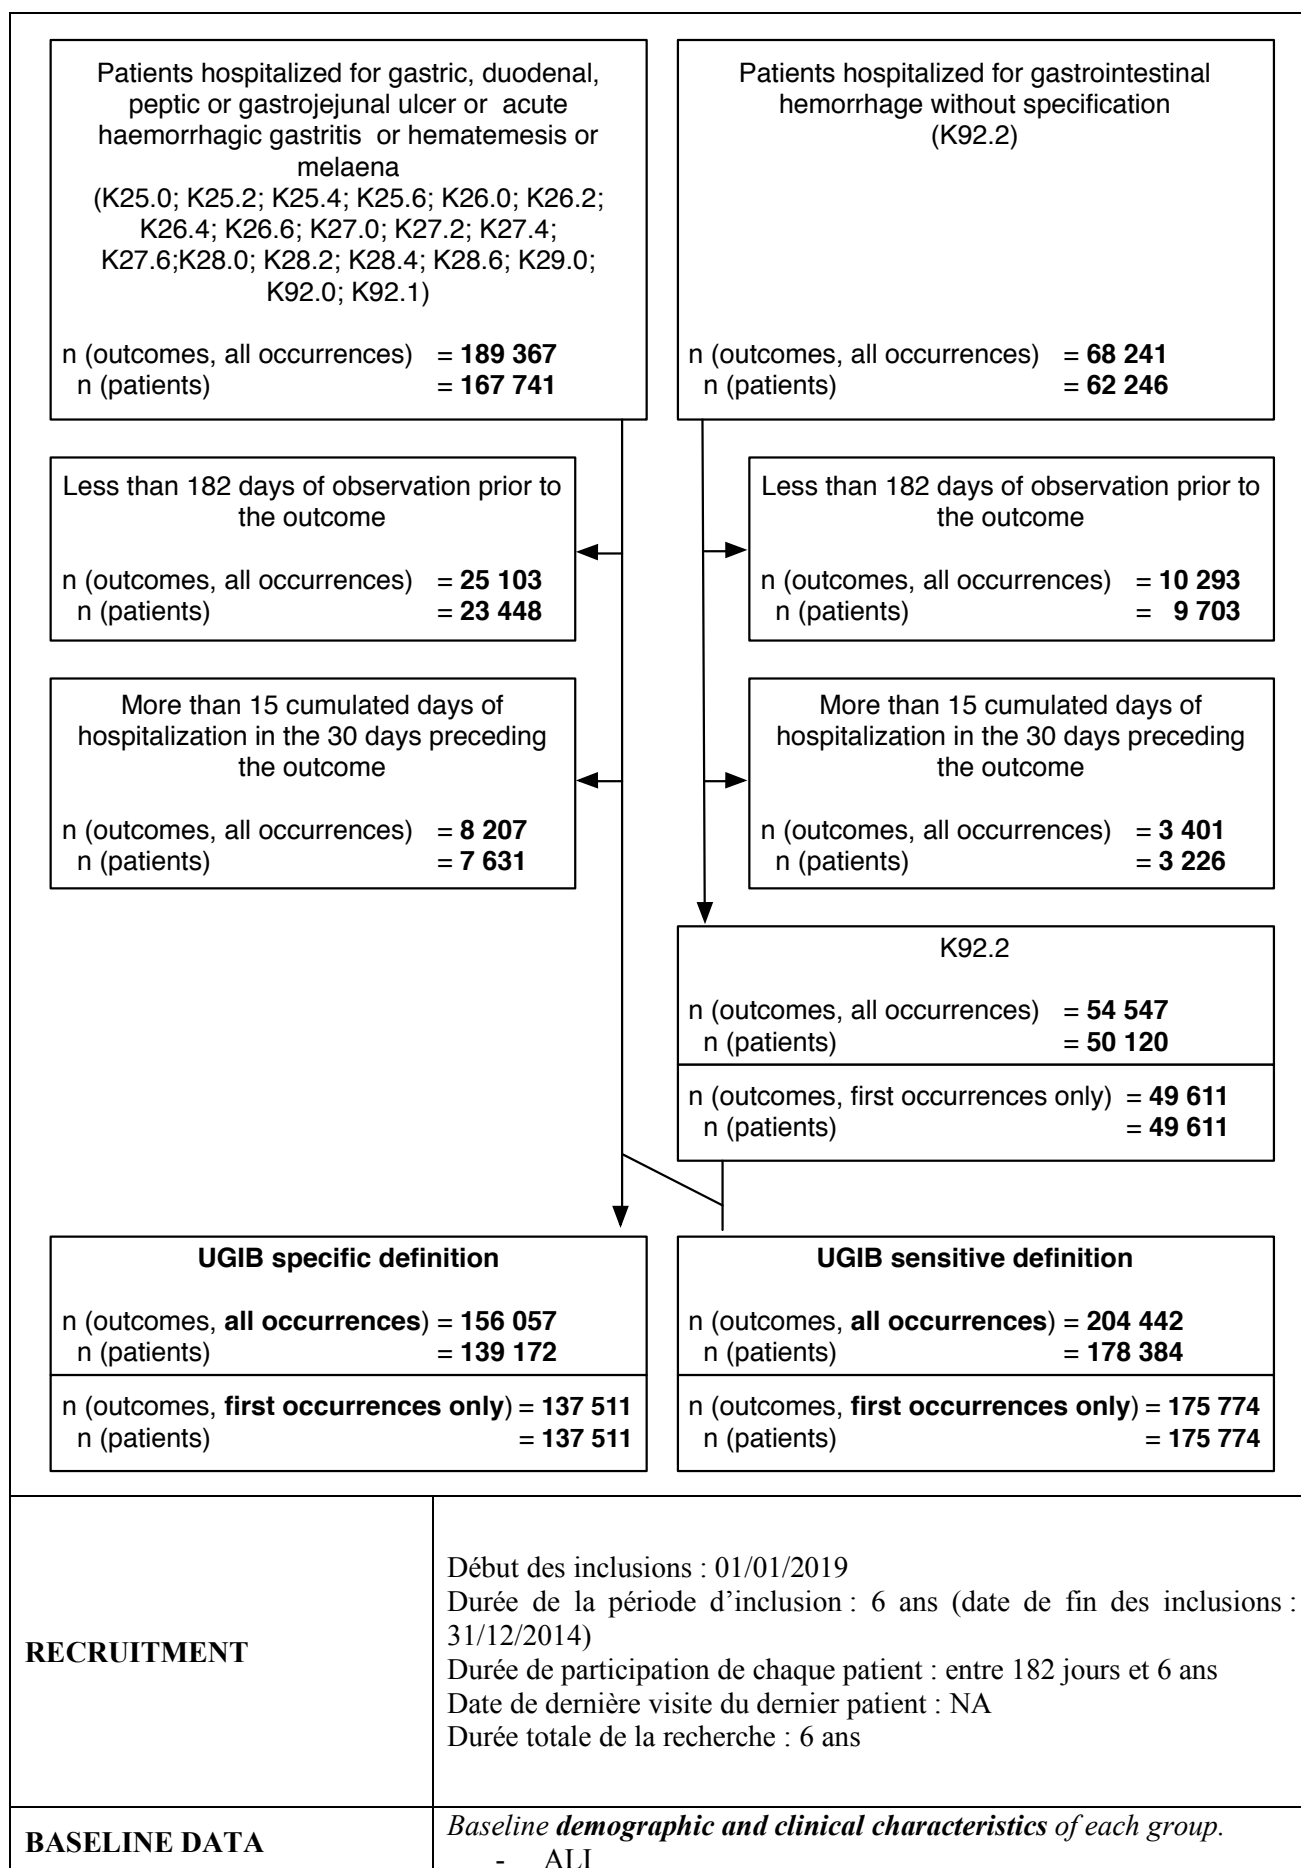 Patients hospitalized for gastric, duodenal,
peptic or gastrojejunal ulcer or acute
haemorrhagic gastritis or hematemesis or
melaena
(K25.0; K25.2; K25.4; K25.6; K26.0; K26.2;
K26.4; K26.6; K27.0; K27.2; K27.4;
K27.6;K28.0; K28.2; K28.4; K28.6; K29.0;
K92.0; K92.1)
n (outcomes, all occurrences) = 189 367
n (patients) = 167 741
Patients hospitalized for gastrointestinal
hemorrhage without specification
(K92.2)
n (outcomes, all occurrences) = 68 241
n (patients) = 62 246
Less than 182 days of observation prior to
the outcome
n (outcomes, all occurrences) = 25 103
n (patients) = 23 448
Less than 182 days of observation prior to
the outcome
n (outcomes, all occurrences) = 10 293
n (patients) = 9 703
More than 15 cumulated days of
hospitalization in the 30 days preceding
the outcome
n (outcomes, all occurrences) = 8 207
n (patients) = 7 631
More than 15 cumulated days of
hospitalization in the 30 days preceding
the outcome
n (outcomes, all occurrences) = 3 401
n (patients) = 3 226
K92.2
n (outcomes, all occurrences) = 54 547
n (patients) = 50 120
n (outcomes, first occurrences only) = 49 611
n (patients) = 49 611
UGIB specific definition
n (outcomes, all occurrences) = 156 057
n (patients) = 139 172
n (outcomes, first occurrences only) = 137 511
n (patients) = 137 511
UGIB sensitive definition
n (outcomes, all occurrences) = 204 442
n (patients) = 178 384
n (outcomes, first occurrences only) = 175 774
n (patients) = 175 774
RECRUITMENT
Début des inclusions : 01/01/2019
Durée de la période d’inclusion : 6 ans (date de fin des inclusions :
31/12/2014)
Durée de participation de chaque patient : entre 182 jours et 6 ans
Date de dernière visite du dernier patient : NA
Durée totale de la recherche : 6 ans
BASELINE DATA
Baseline demographic and clinical characteristics of each group.
- ALI